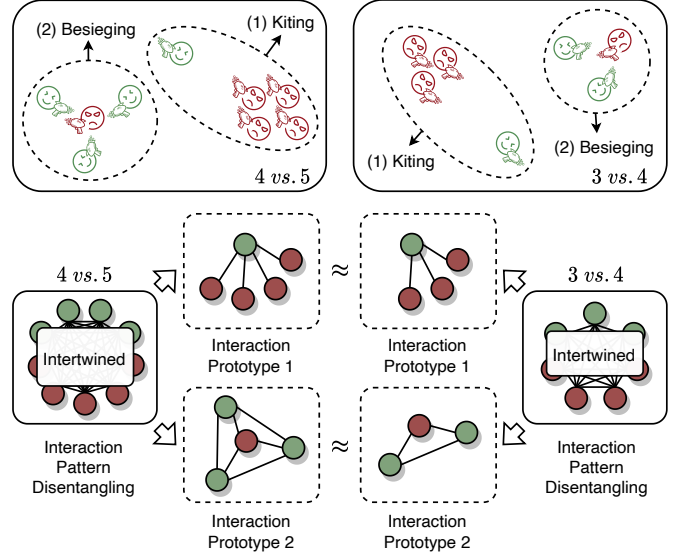 (2) Besieging
(1) Kiting
4 vs. 5
(1) Kiting
(2) Besieging
3 vs. 4
4 vs. 5
≈
3 vs. 4
Intertwined
Intertwined
Interaction
Prototype 1
Interaction
Prototype 1
≈
Interaction
Pattern
Disentangling
Interaction
Pattern
Disentangling
Interaction
Prototype 2
Interaction
Prototype 2